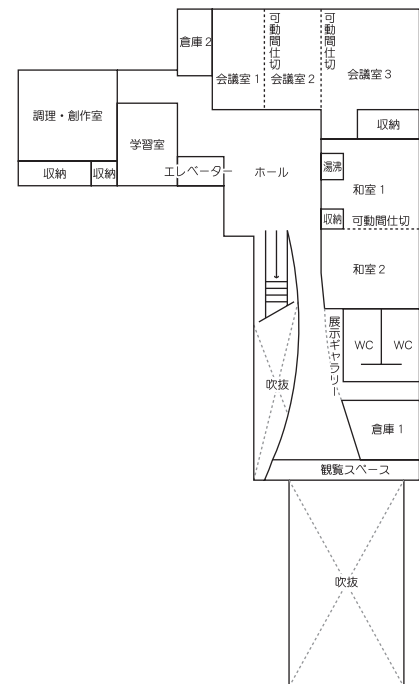 倉庫２
可動間仕切
可動間仕切
会議室１
会議室２
会議室３
調理・創作室
収納
学習室
収納
収納
エレベーター
ホール
湯沸
和室１
収納
可動間仕切
和室２
展示ギャラリー
WC
WC
吹抜
倉庫１
観覧スペース
吹抜